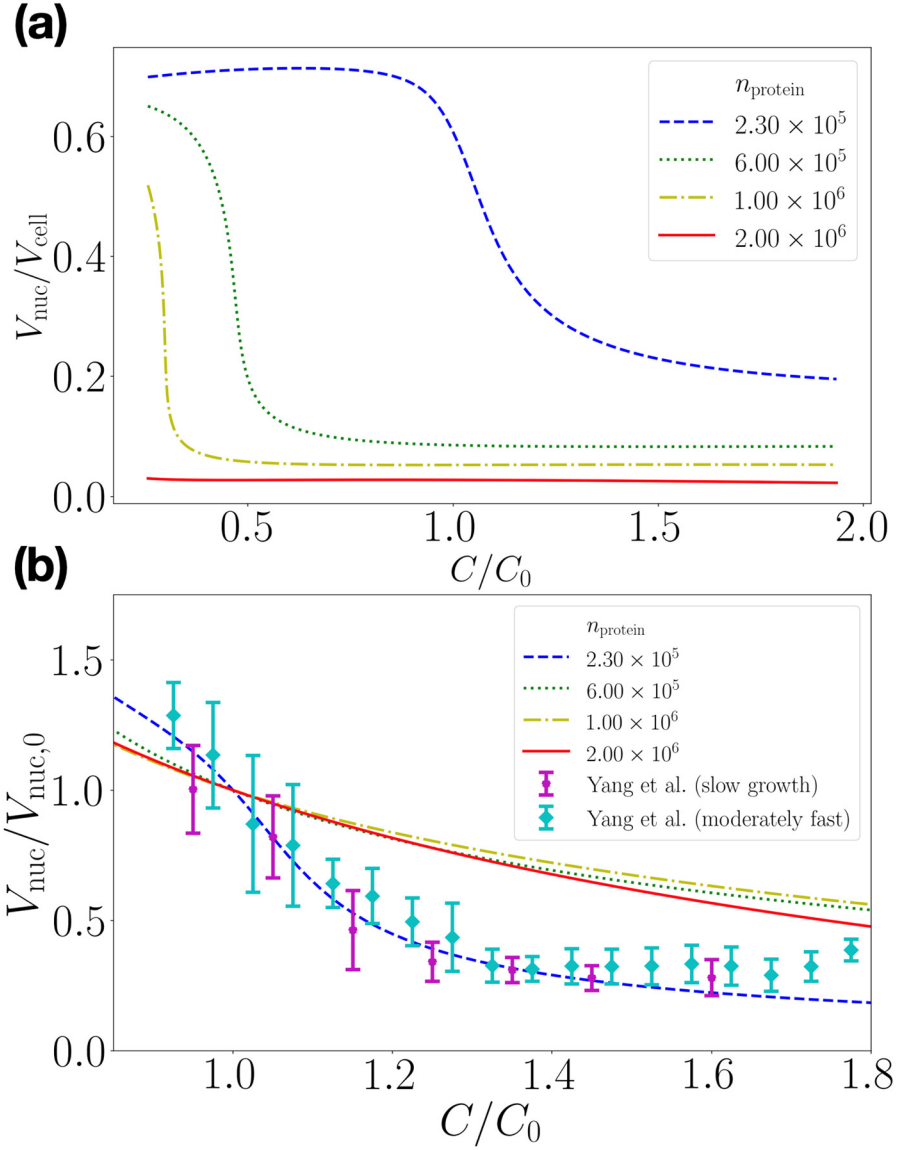 (a)
V_nuc/V_cell
0.6
0.4
0.2
0.0
n_protein
2.30 × 10^5
6.00 × 10^5
1.00 × 10^6
2.00 × 10^6
0.5 1.0 1.5 2.0
C/C_0
(b)
V_nuc/V_nuc,0
1.5
1.0
0.5
0.0
n_protein
2.30 × 10^5
6.00 × 10^5
1.00 × 10^6
2.00 × 10^6
Yang et al. (slow growth)
Yang et al. (moderately fast)
1.0 1.2 1.4 1.6 1.8
C/C_0